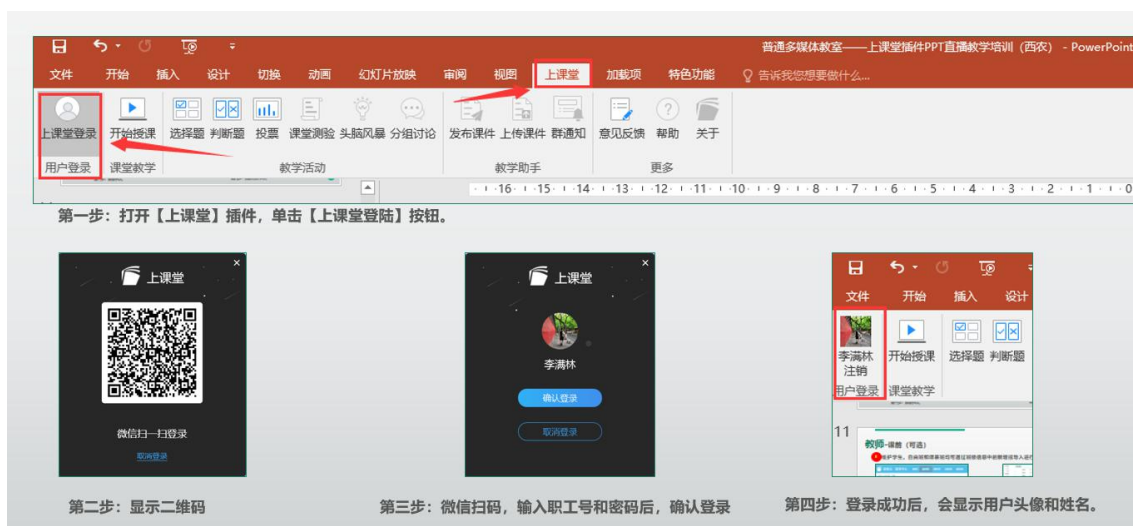 普通多媒体教室——上课堂插件PPT直播教学培训（西农） - PowerPoint
文件 开始 插入 设计 切换 动画 幻灯片放映 审阅 视图 上课堂 加载项 特色功能 告诉我您想要做什么...
上课堂登录 开始授课 选择题 判断题 投票 课堂测验 头脑风暴 分组讨论 发布课件 上传课件 群通知 意见反馈 帮助 关于
用户登录 课堂教学 教学活动 教学助手 更多
16 15 14 13 12 11 10 9 8 7 6 5 4 3 2 1 0
第一步：打开【上课堂】插件，单击【上课堂登陆】按钮。
上课堂
微信扫一扫登录
取消登录
第二步：显示二维码
上课堂
李满林
确认登录
取消登录
第三步：微信扫码，输入职工号和密码后，确认登录
文件 开始 插入 设计
李满林 开始授课 选择题 判断题
注销
用户登录 课堂教学
11
教师-课前（可选）
第四步：登录成功后，会显示用户头像和姓名。